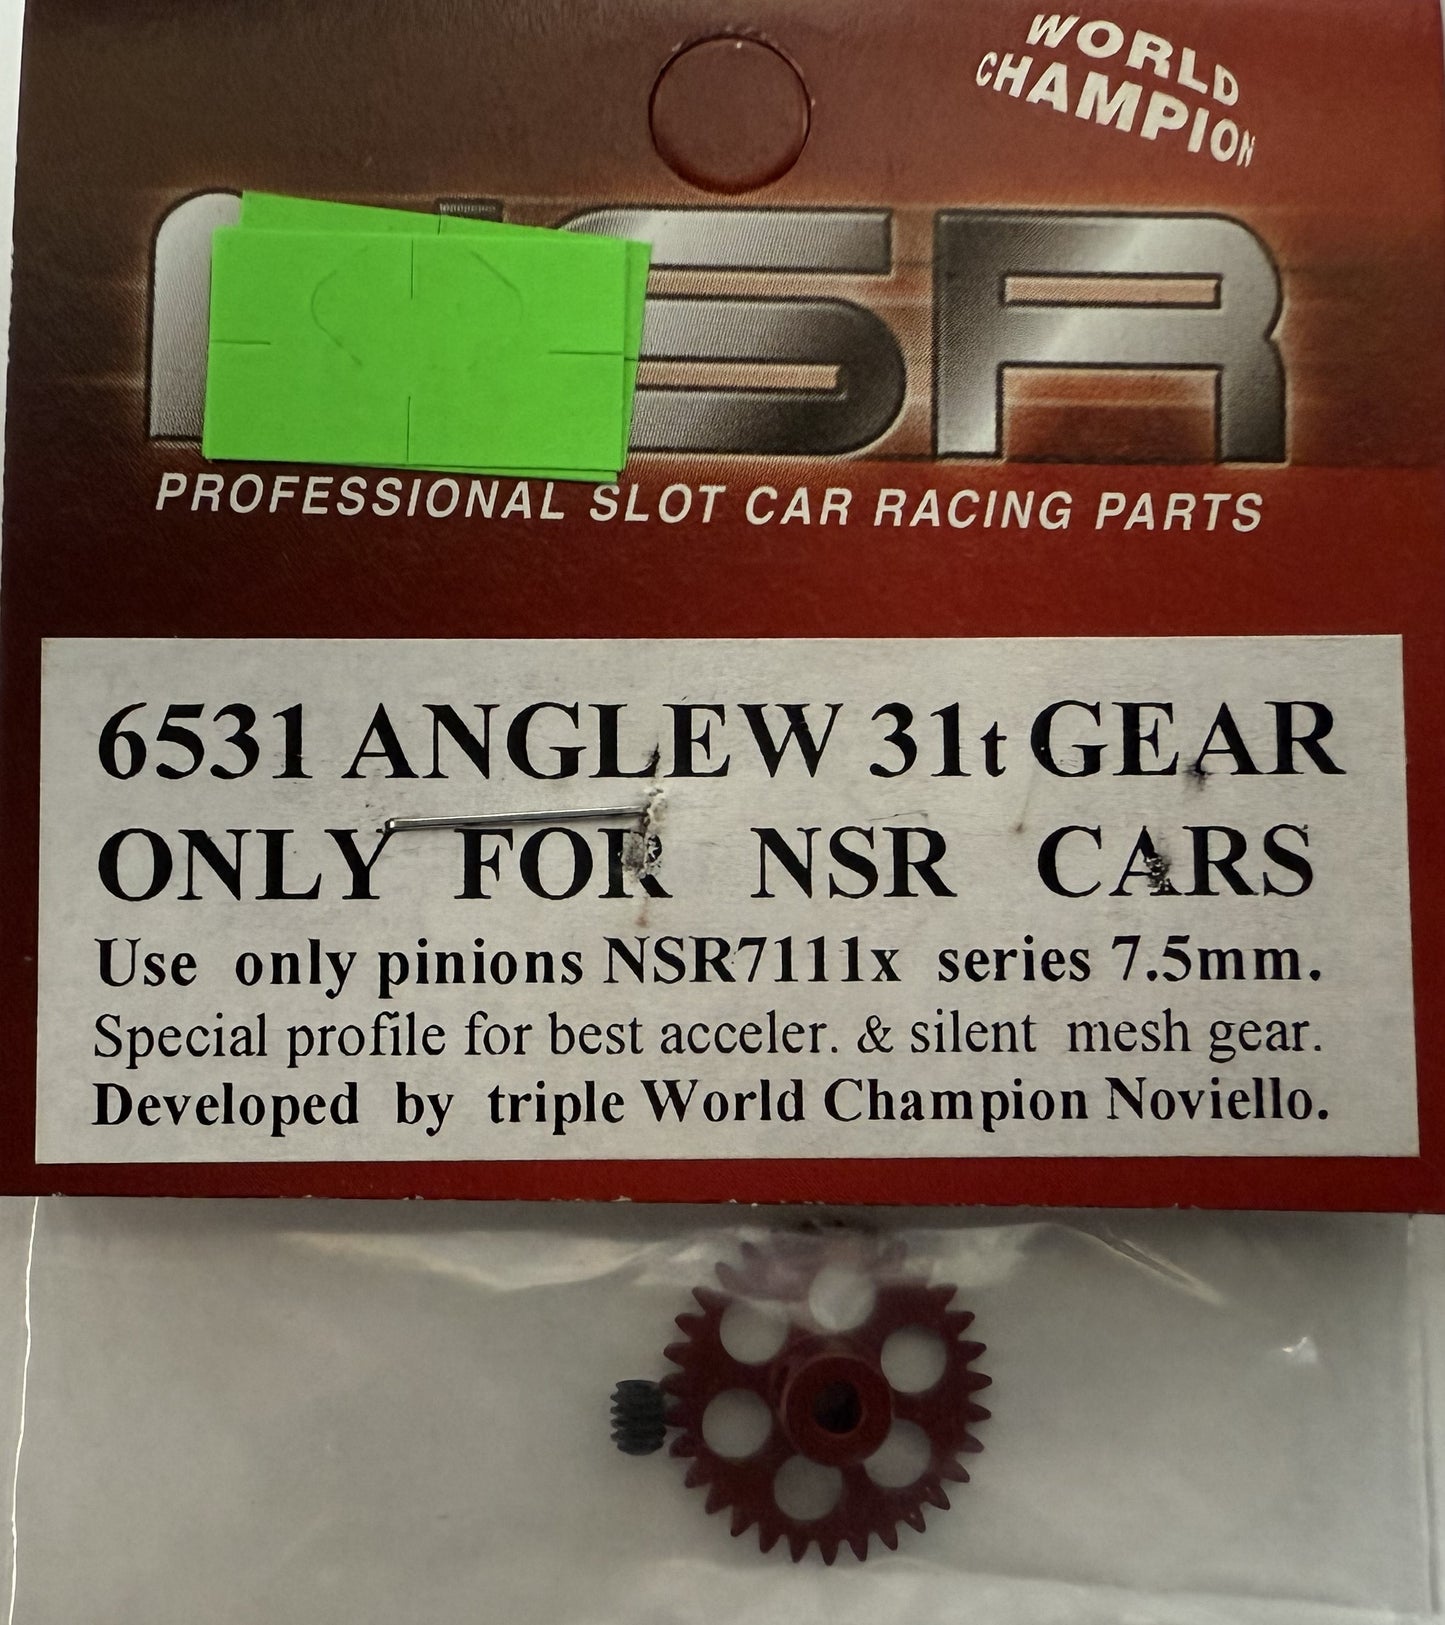 WORLD
CHAMPION
SR
PROFESSIONAL SLOT CAR RACING PARTS
6531 ANGLEW 31t GEAR
ONLY FOR NSR CARS
Use only pinions NSR7111x series 7.5mm.
Special profile for best acceler. & silent mesh gear.
Developed by triple World Champion Noviello.